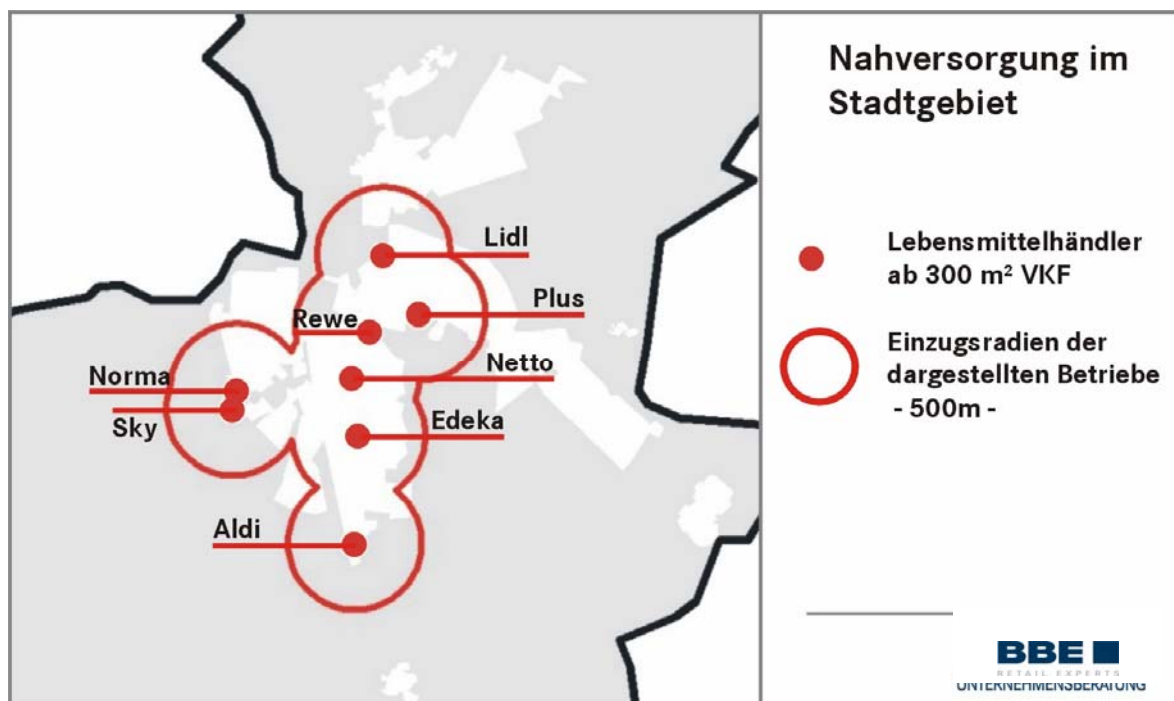 Nahversorgung im
Stadtgebiet
Lidl
Plus
Rewe
Netto
Norma
Sky
Edeka
Aldi
Lebensmittelhändler
ab 300 m² VKF
Einzugsradien der
dargestellten Betriebe
- 500m -
BBE
RETAIL EXPERTS
UNTERNEHMENSBERATUNG